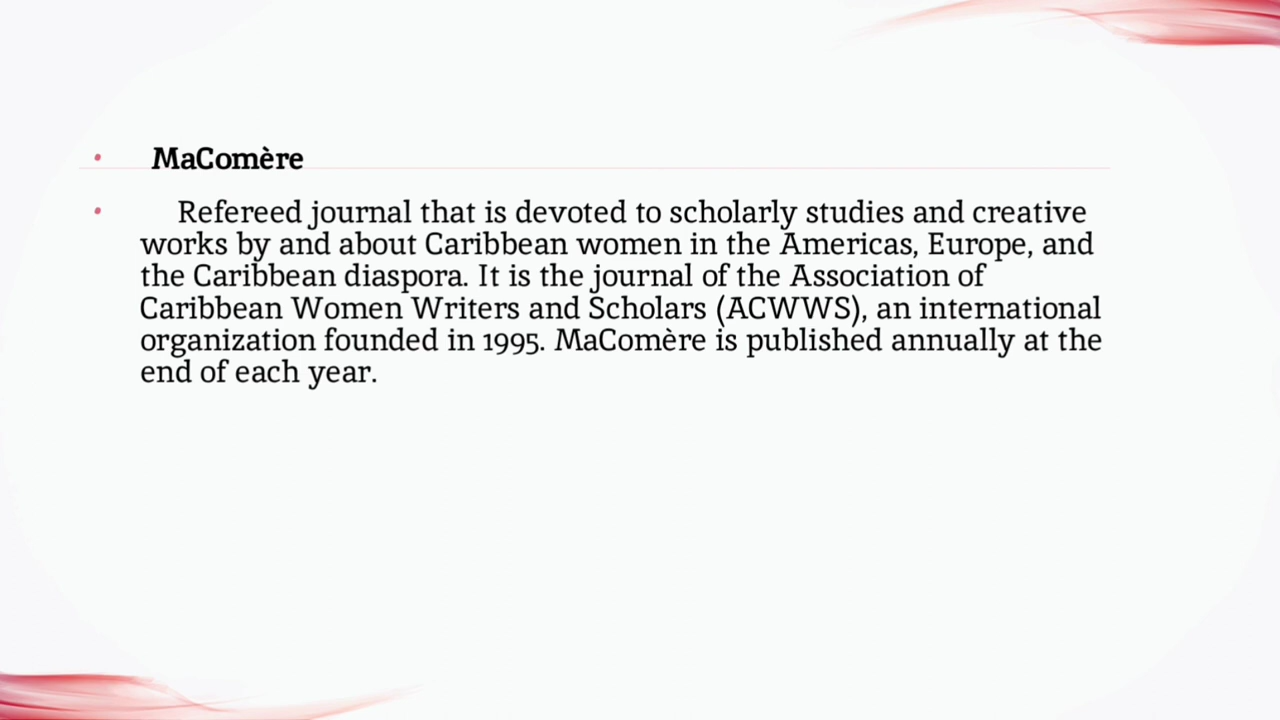 • MaComère
• Refereed journal that is devoted to scholarly studies and creative
works by and about Caribbean women in the Americas, Europe, and
the Caribbean diaspora. It is the journal of the Association of
Caribbean Women Writers and Scholars (ACWWS), an international
organization founded in 1995. MaComère is published annually at the
end of each year.